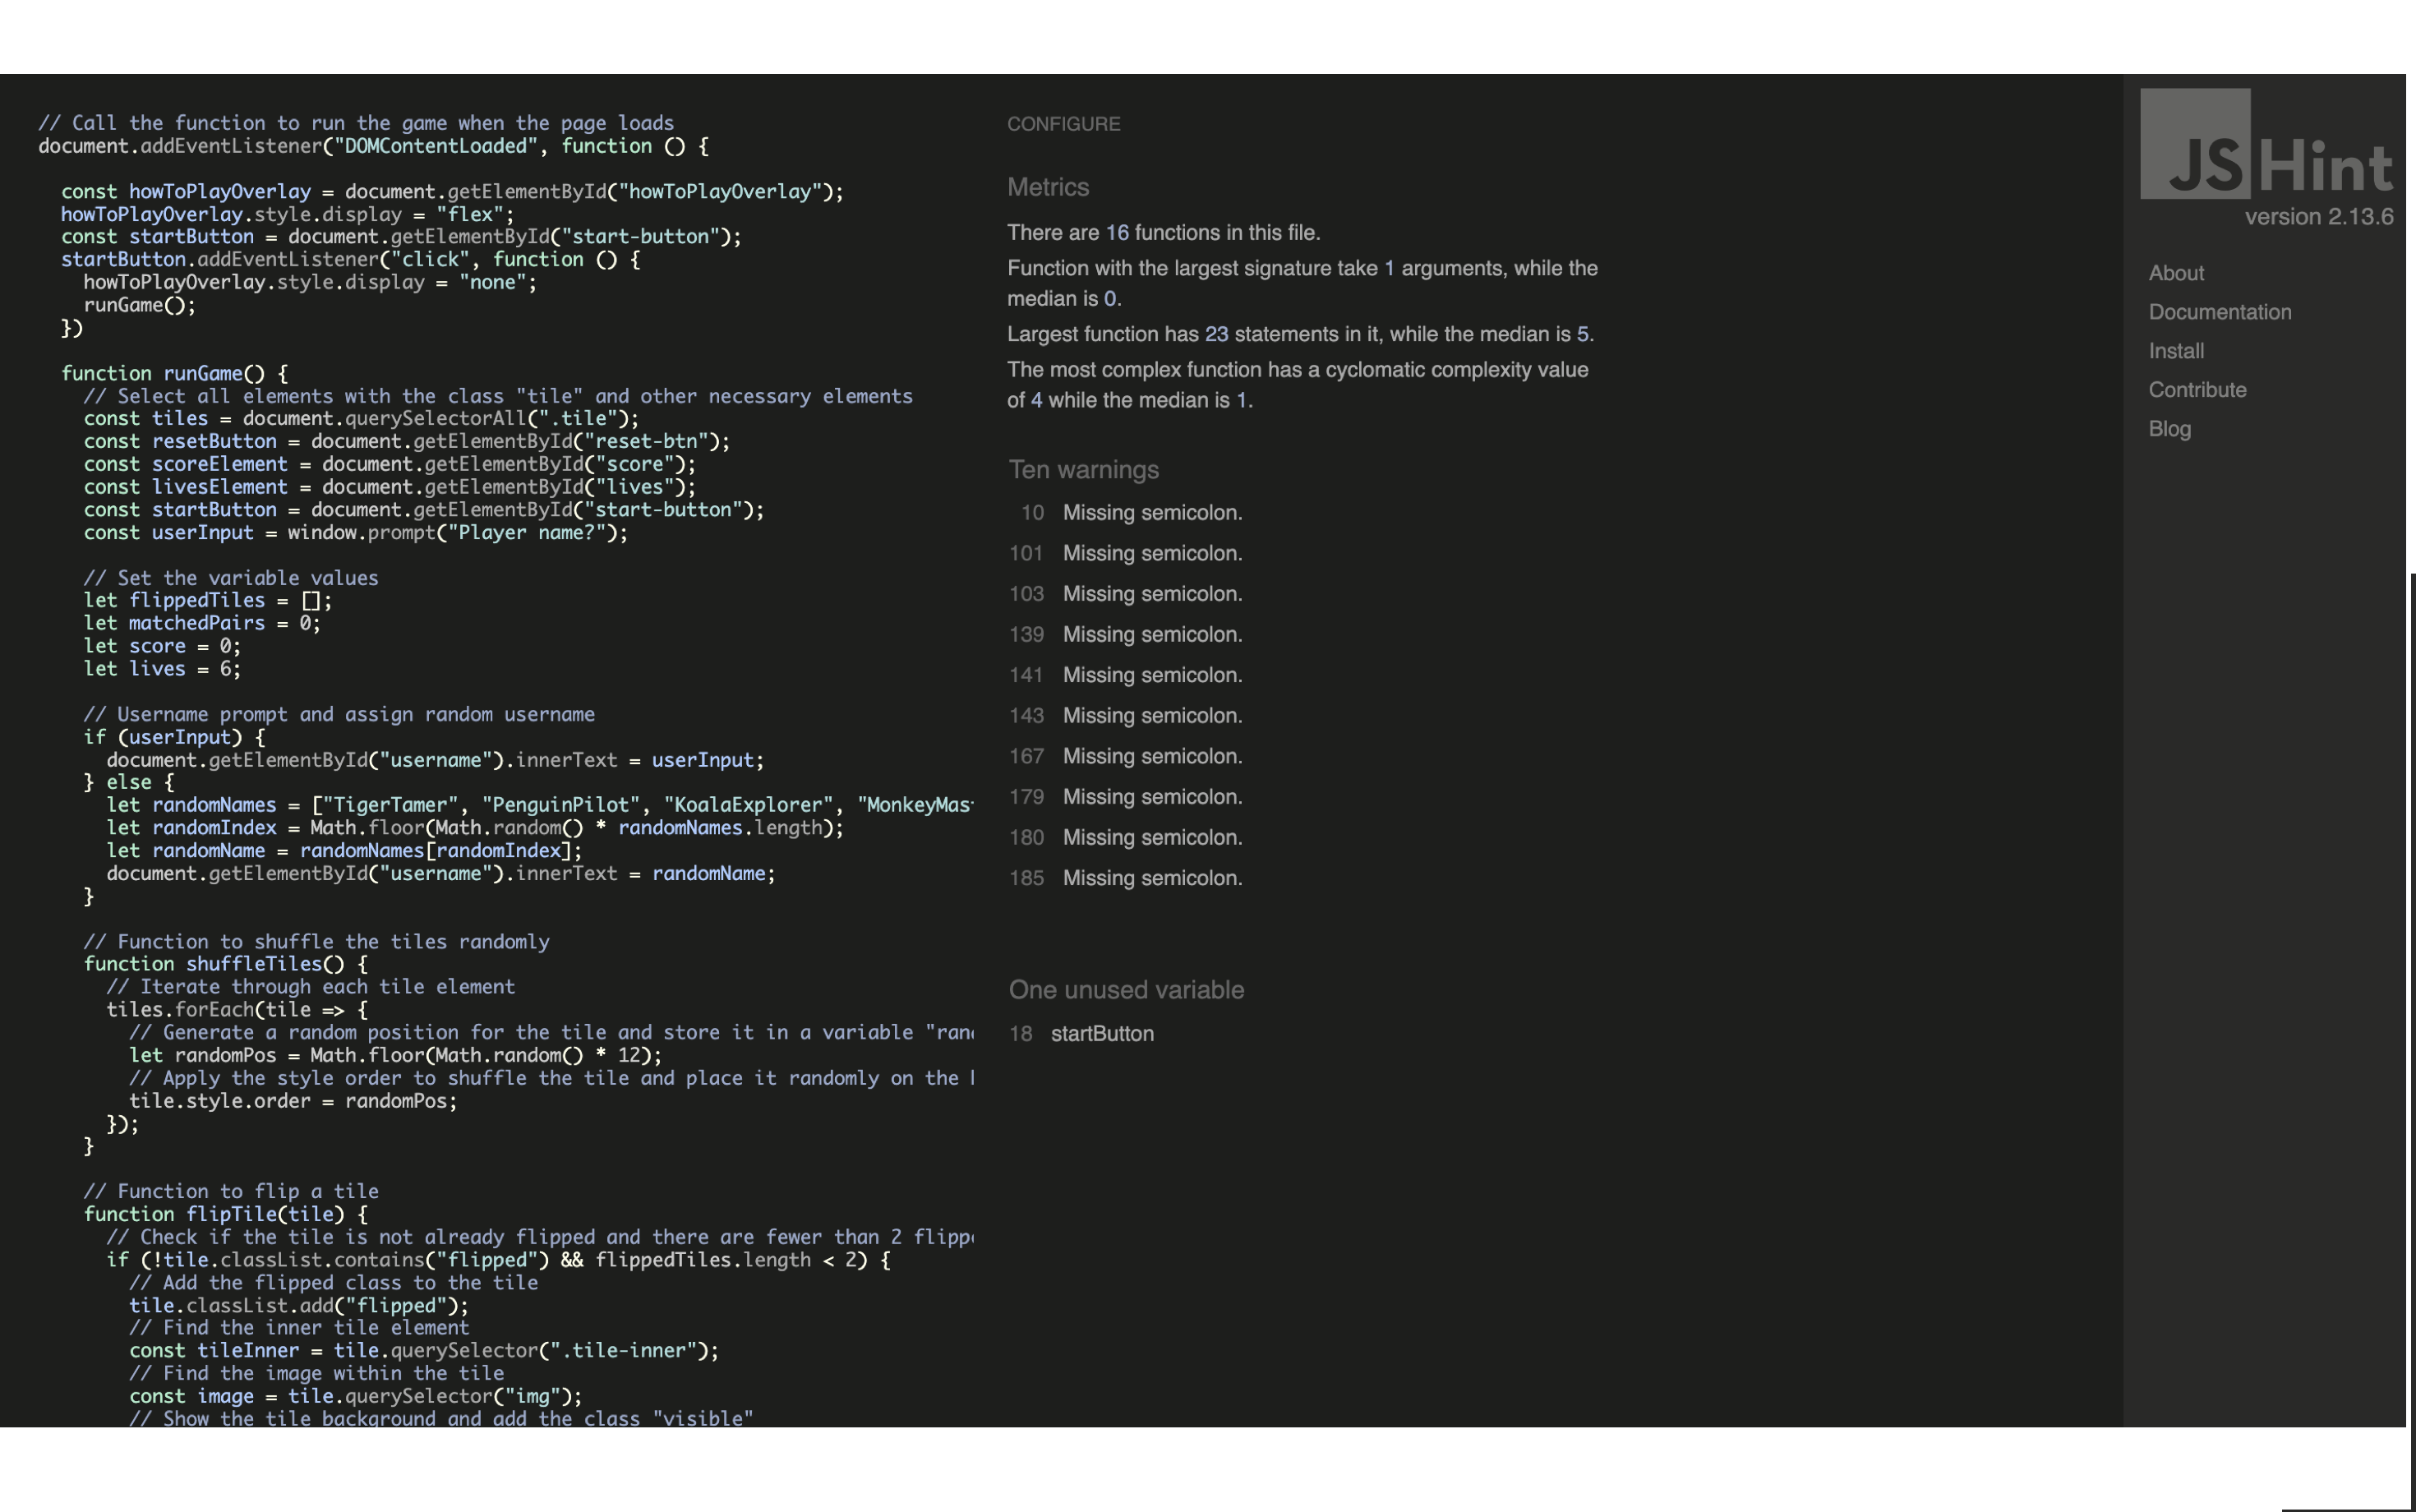 // Call the function to run the game when the page loads
document.addEventListener("DOMContentLoaded", function () {
const howToPlayOverlay = document.getElementById("howToPlayOverlay");
howToPlayOverlay.style.display = "flex";
const startButton = document.getElementById("start-button");
startButton.addEventListener("click", function () {
howToPlayOverlay.style.display = "none";
runGame();
})
function runGame() {
// Select all elements with the class "tile" and other necessary elements
const tiles = document.querySelectorAll(".tile");
const resetButton = document.getElementById("reset-btn");
const scoreElement = document.getElementById("score");
const livesElement = document.getElementById("lives");
const startButton = document.getElementById("start-button");
const userInput = window.prompt("Player name?");
// Set the variable values
let flippedTiles = [];
let matchedPairs = 0;
let score = 0;
let lives = 6;
// Username prompt and assign random username
if (userInput) {
document.getElementById("username").innerText = userInput;
} else {
let randomNames = ["TigerTamer", "PenguinPilot", "KoalaExplorer", "MonkeyMas
let randomIndex = Math.floor(Math.random() * randomNames.length);
let randomName = randomNames[randomIndex];
document.getElementById("username").innerText = randomName;
}
// Function to shuffle the tiles randomly
function shuffleTiles() {
// Iterate through each tile element
tiles.forEach(tile => {
// Generate a random position for the tile and store it in a variable "ran
let randomPos = Math.floor(Math.random() * 12);
// Apply the style order to shuffle the tile and place it randomly on the
tile.style.order = randomPos;
});
}
// Function to flip a tile
function flipTile(tile) {
// Check if the tile is not already flipped and there are fewer than 2 flipp
if (!tile.classList.contains("flipped") && flippedTiles.length < 2) {
// Add the flipped class to the tile
tile.classList.add("flipped");
// Find the inner tile element
const tileInner = tile.querySelector(".tile-inner");
// Find the image within the tile
const image = tile.querySelector("img");
// Show the tile background and add the class "visible"
CONFIGURE
Metrics
There are 16 functions in this file.
Function with the largest signature take 1 arguments, while the
median is 0.
Largest function has 23 statements in it, while the median is 5.
The most complex function has a cyclomatic complexity value
of 4 while the median is 1.
Ten warnings
10 Missing semicolon.
101 Missing semicolon.
103 Missing semicolon.
139 Missing semicolon.
141 Missing semicolon.
143 Missing semicolon.
167 Missing semicolon.
179 Missing semicolon.
180 Missing semicolon.
185 Missing semicolon.
One unused variable
18 startButton
JSHint
version 2.13.6
About
Documentation
Install
Contribute
Blog